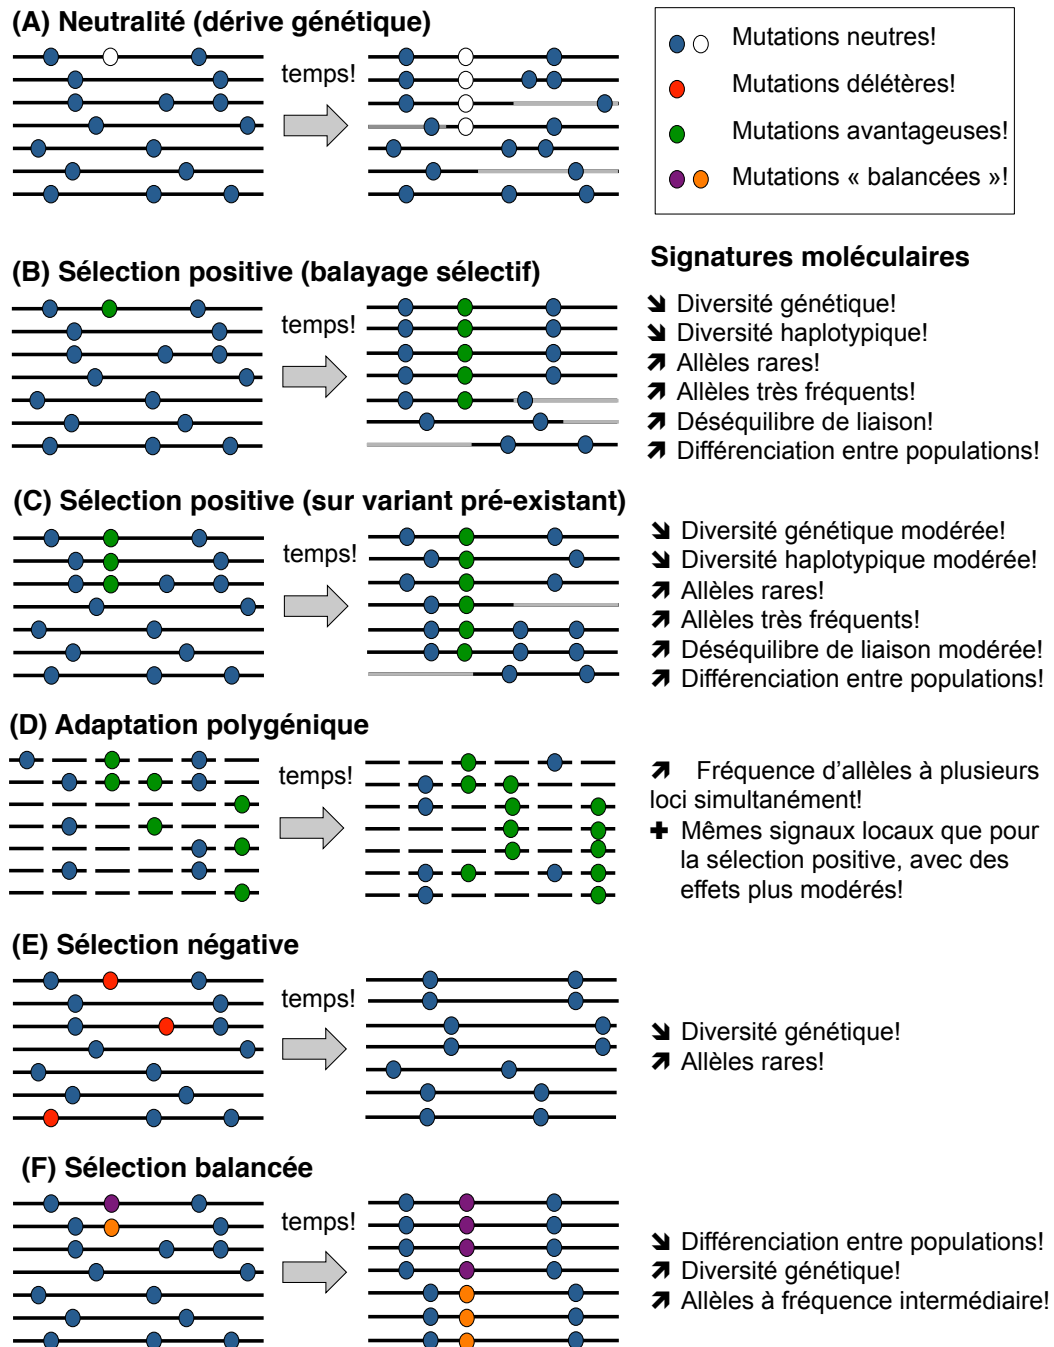 (A) Neutralité (dérive génétique)
temps!
Mutations neutres!
Mutations délétères!
Mutations avantageuses!
Mutations « balancées »!
Signatures moléculaires
(B) Sélection positive (balayage sélectif)
temps!
Diversité génétique!
Diversité haplotypique!
Allèles rares!
Allèles très fréquents!
Déséquilibre de liaison!
Différenciation entre populations!
(C) Sélection positive (sur variant pré-existant)
temps!
Diversité génétique modérée!
Diversité haplotypique modérée!
Allèles rares!
Allèles très fréquents!
Déséquilibre de liaison modérée!
Différenciation entre populations!
(D) Adaptation polygénique
temps!
Fréquence d’allèles à plusieurs
loci simultanément!
Mêmes signaux locaux que pour
la sélection positive, avec des
effets plus modérés!
(E) Sélection négative
temps!
Diversité génétique!
Allèles rares!
(F) Sélection balancée
temps!
Différenciation entre populations!
Diversité génétique!
Allèles à fréquence intermédiaire!